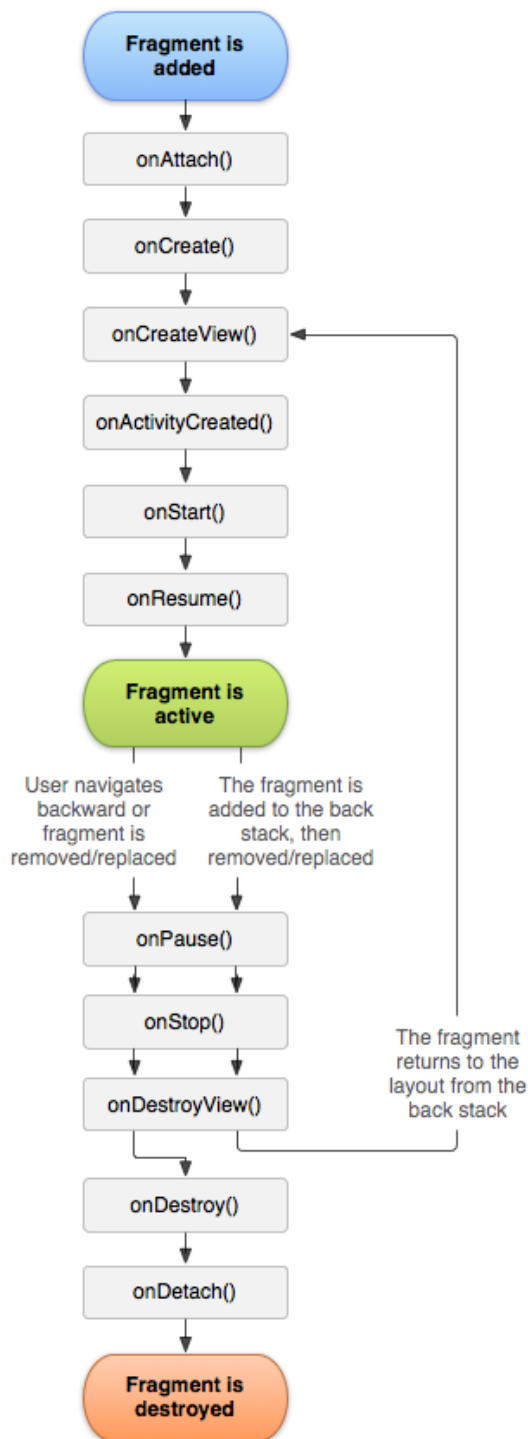 Fragment is
added
onAttach()
onCreate()
onCreateView()
onActivityCreated()
onStart()
onResume()
Fragment is
active
User navigates
backward or
fragment is
removed/replaced
The fragment is
added to the back
stack, then
removed/replaced
onPause()
onStop()
onDestroyView()
The fragment
returns to the
layout from the
back stack
onDestroy()
onDetach()
Fragment is
destroyed